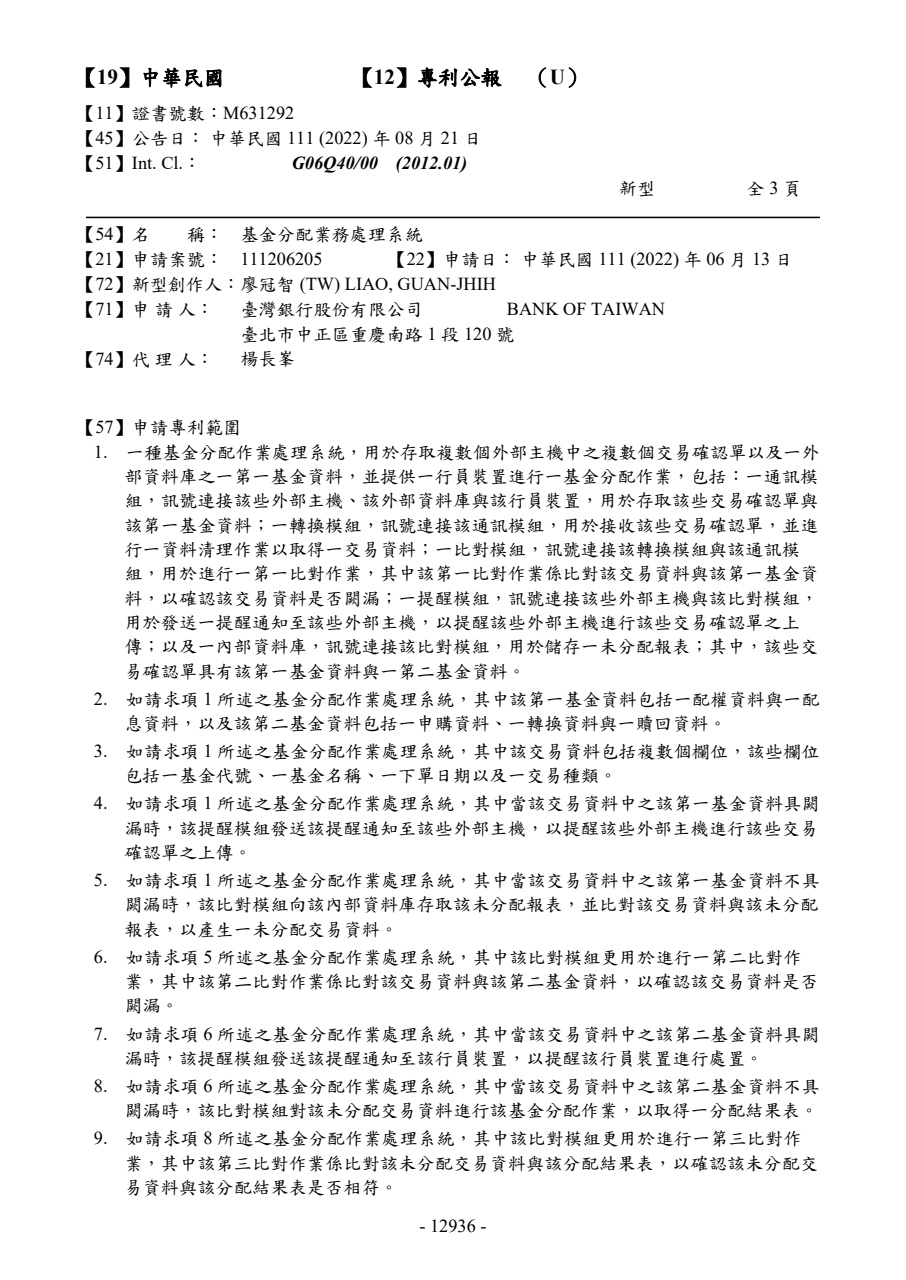 【19】中華民國 【12】專利公報 （U）
【11】證書號數：M631292
【45】公告日： 中華民國 111 (2022) 年 08 月 21 日
【51】Int. Cl.： G06Q40/00 (2012.01)
新型 全 3 頁
【54】名 稱： 基金分配業務處理系統
【21】申請案號： 111206205 【22】申請日： 中華民國 111 (2022) 年 06 月 13 日
【72】新型創作人：廖冠智 (TW) LIAO, GUAN-JHIH
【71】申 請 人： 臺灣銀行股份有限公司 BANK OF TAIWAN
臺北市中正區重慶南路 1 段 120 號
【74】代 理 人： 楊長峯
【57】申請專利範圍
1. 一種基金分配作業處理系統，用於存取複數個外部主機中之複數個交易確認單以及一外
部資料庫之一第一基金資料，並提供一行員裝置進行一基金分配作業，包括：一通訊模
組，訊號連接該些外部主機、該外部資料庫與該行員裝置，用於存取該些交易確認單與
該第一基金資料；一轉換模組，訊號連接該通訊模組，用於接收該些交易確認單，並進
行一資料清理作業以取得一交易資料；一比對模組，訊號連接該轉換模組與該通訊模
組，用於進行一第一比對作業，其中該第一比對作業係比對該交易資料與該第一基金資
料，以確認該交易資料是否闕漏；一提醒模組，訊號連接該些外部主機與該比對模組，
用於發送一提醒通知至該些外部主機，以提醒該些外部主機進行該些交易確認單之上
傳；以及一內部資料庫，訊號連接該比對模組，用於儲存一未分配報表；其中，該些交
易確認單具有該第一基金資料與一第二基金資料。
2. 如請求項 1 所述之基金分配作業處理系統，其中該第一基金資料包括一配權資料與一配
息資料，以及該第二基金資料包括一申購資料、一轉換資料與一贖回資料。
3. 如請求項 1 所述之基金分配作業處理系統，其中該交易資料包括複數個欄位，該些欄位
包括一基金代號、一基金名稱、一下單日期以及一交易種類。
4. 如請求項 1 所述之基金分配作業處理系統，其中當該交易資料中之該第一基金資料具闕
漏時，該提醒模組發送該提醒通知至該些外部主機，以提醒該些外部主機進行該些交易
確認單之上傳。
5. 如請求項 1 所述之基金分配作業處理系統，其中當該交易資料中之該第一基金資料不具
闕漏時，該比對模組向該內部資料庫存取該未分配報表，並比對該交易資料與該未分配
報表，以產生一未分配交易資料。
6. 如請求項 5 所述之基金分配作業處理系統，其中該比對模組更用於進行一第二比對作
業，其中該第二比對作業係比對該交易資料與該第二基金資料，以確認該交易資料是否
闕漏。
7. 如請求項 6 所述之基金分配作業處理系統，其中當該交易資料中之該第二基金資料具闕
漏時，該提醒模組發送該提醒通知至該行員裝置，以提醒該行員裝置進行處置。
8. 如請求項 6 所述之基金分配作業處理系統，其中當該交易資料中之該第二基金資料不具
闕漏時，該比對模組對該未分配交易資料進行該基金分配作業，以取得一分配結果表。
9. 如請求項 8 所述之基金分配作業處理系統，其中該比對模組更用於進行一第三比對作
業，其中該第三比對作業係比對該未分配交易資料與該分配結果表，以確認該未分配交
易資料與該分配結果表是否相符。
- 12936 -